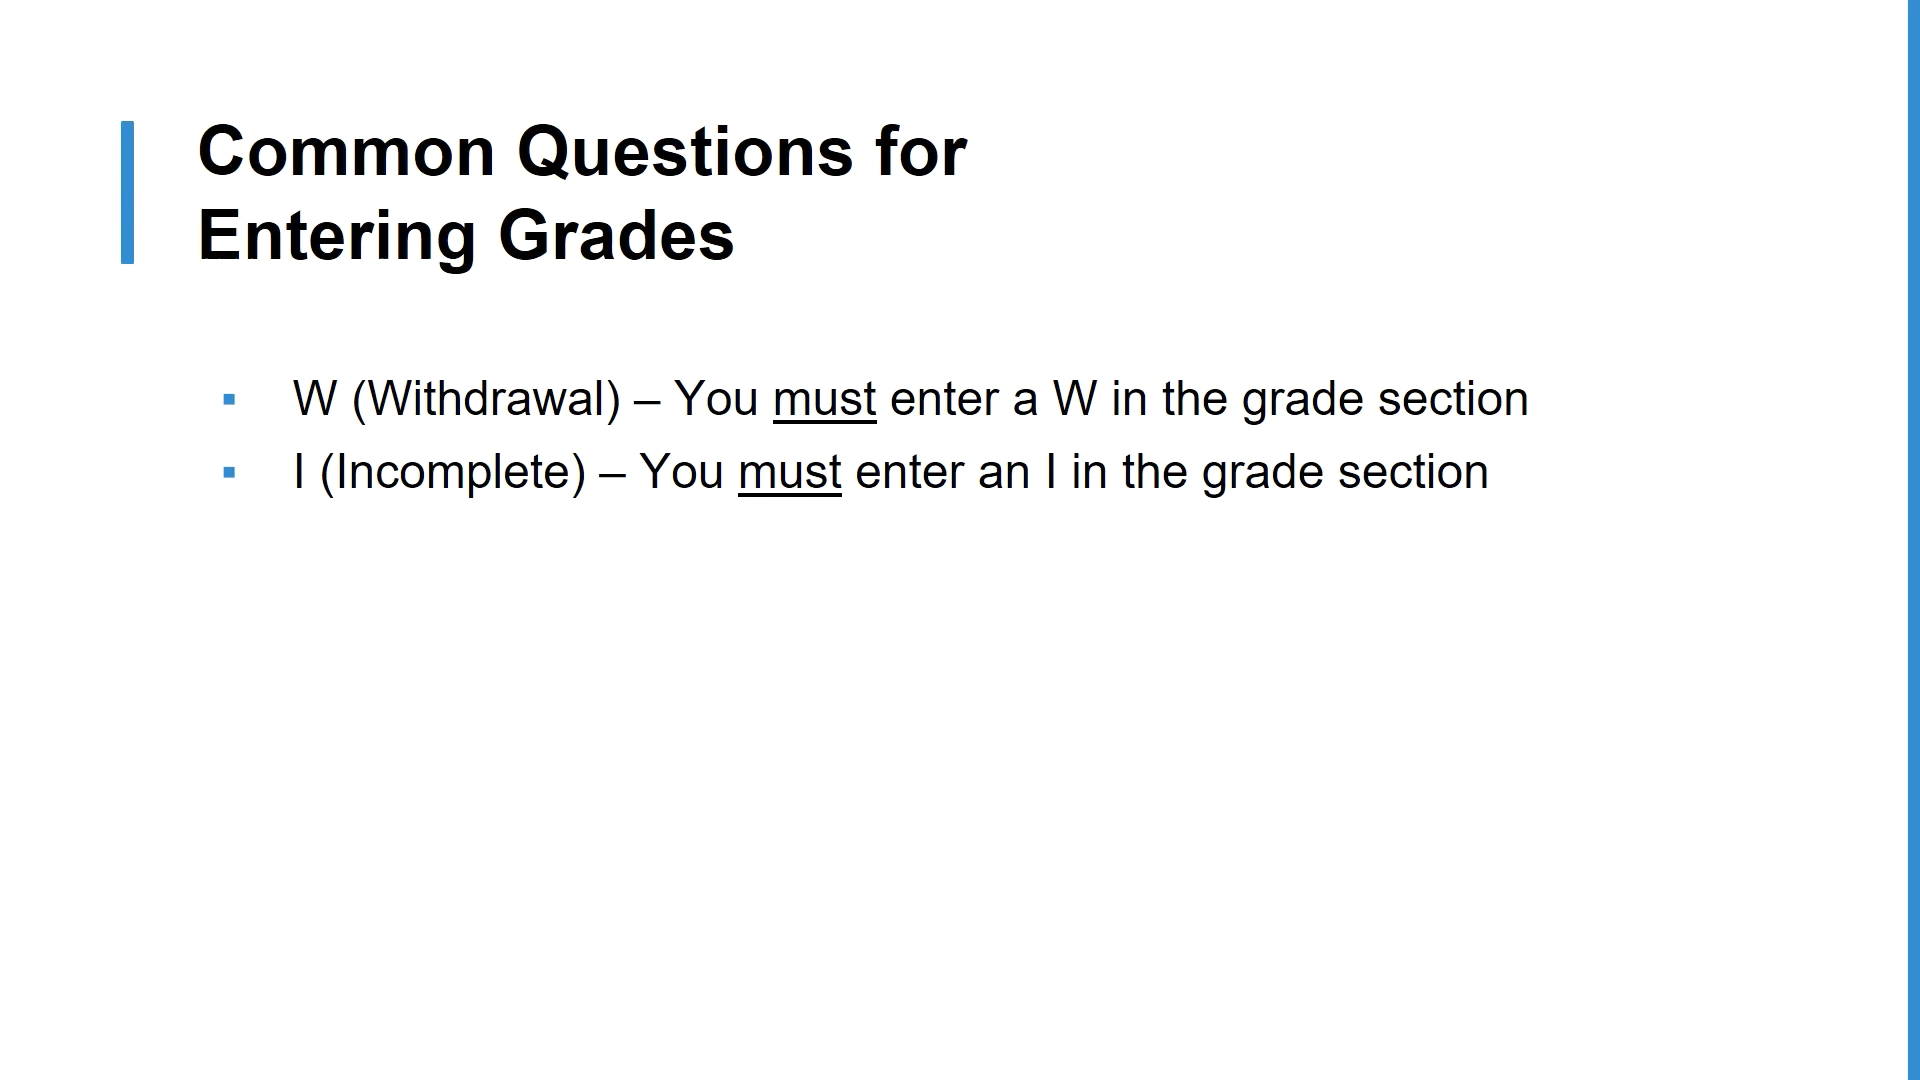 Common Questions for
Entering Grades
▪ W (Withdrawal) – You must enter a W in the grade section
▪ I (Incomplete) – You must enter an I in the grade section